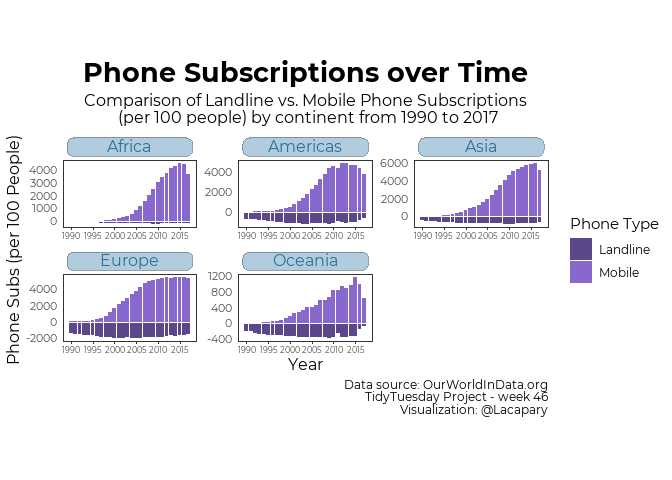 Phone Subscriptions over Time
Comparison of Landline vs. Mobile Phone Subscriptions
(per 100 people) by continent from 1990 to 2017
Phone Subs (per 100 People)
Africa
4000
3000
2000
1000
0
1990 1995 2000 2005 2010 2015
Americas
4000
2000
0
1990 1995 2000 2005 2010 2015
Asia
6000
4000
2000
0
1990 1995 2000 2005 2010 2015
Europe
4000
2000
0
-2000
1990 1995 2000 2005 2010 2015
Oceania
1200
800
400
0
-400
1990 1995 2000 2005 2010 2015
Year
Phone Type
Landline
Mobile
Data source: OurWorldInData.org
TidyTuesday Project - week 46
Visualization: @Lacapary